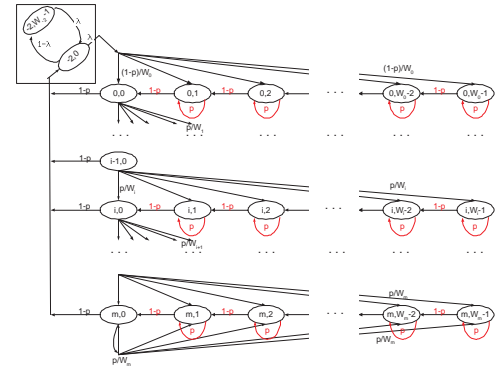 -2,W₋₂-1
λ
1-λ
-2,0
λ
(1-p)/W₀ (1-p)/W₀
1-p 0,0 1-p 0,1 1-p 0,2 0,W₀-2 1-p 0,W₀-1
p p p p
p/W₁
. . . . . . . . . . . . . . .
1-p i-1,0
p/Wᵢ p/Wᵢ
1-p i,0 1-p i,1 1-p i,2 . . . i,Wᵢ-2 1-p i,Wᵢ-1
p p p p
p/Wᵢ₊₁
. . . . . . . . . . . . . . .
p/Wₘ
1-p m,0 1-p m,1 1-p m,2 . . . m,Wₘ-2 1-p m,Wₘ-1
p p p p
p/Wₘ p/Wₘ